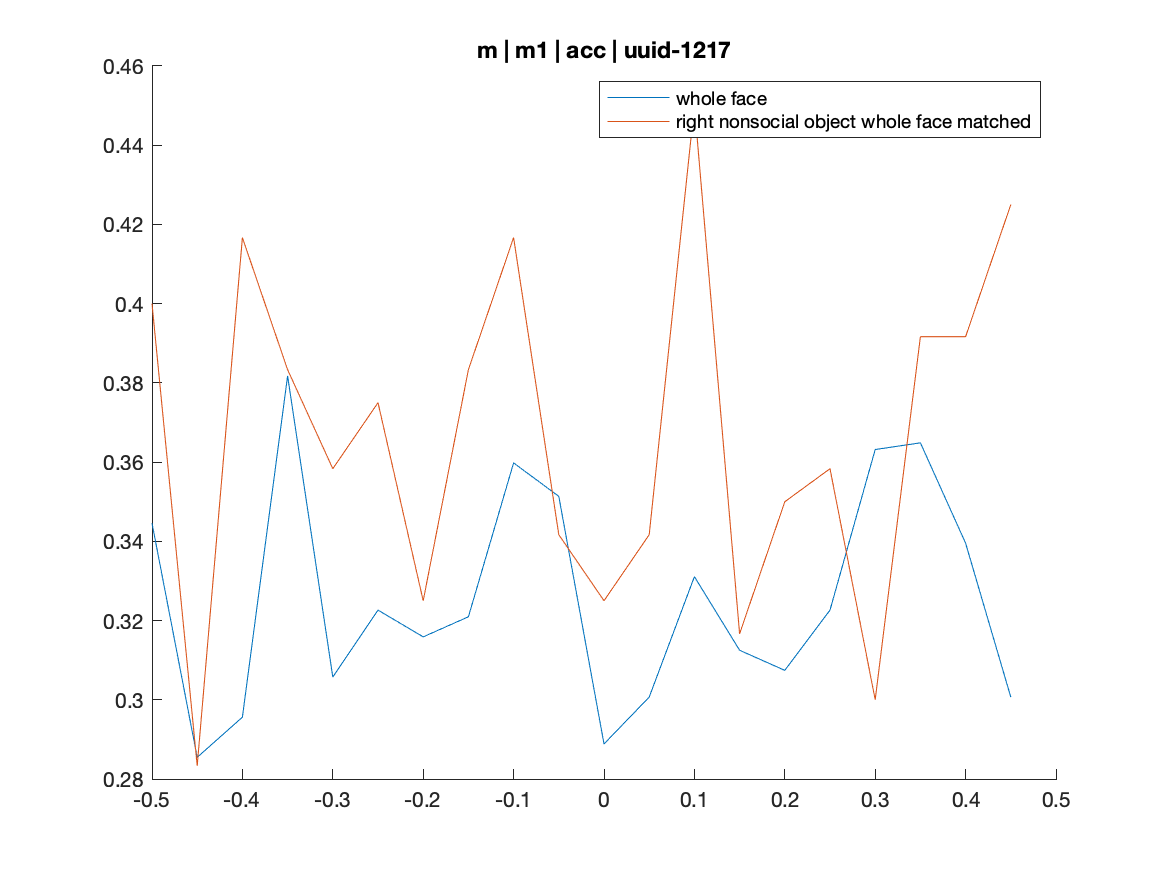 m | m1 | acc | uuid-1217
0.46
whole face
right nonsocial object whole face matched
0.44
0.42
0.4
0.38
0.36
0.34
0.32
0.3
0.28
-0.5 -0.4 -0.3 -0.2 -0.1 0 0.1 0.2 0.3 0.4 0.5